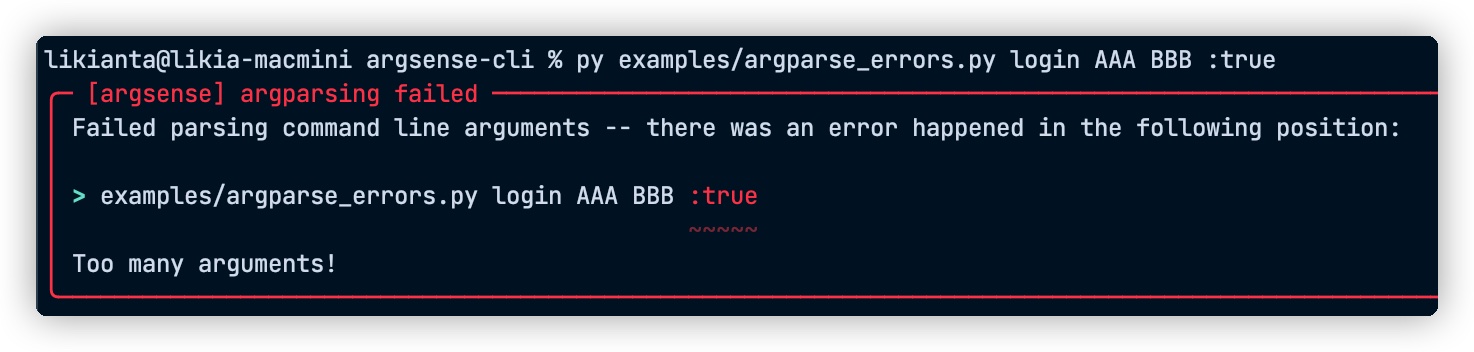 likianta@likia-macmini argsense-cli % py examples/argparse_errors.py login AAA BBB :true
[argsense] argparsing failed
Failed parsing command line arguments -- there was an error happened in the following position:
> examples/argparse_errors.py login AAA BBB :true
~~~~~
Too many arguments!